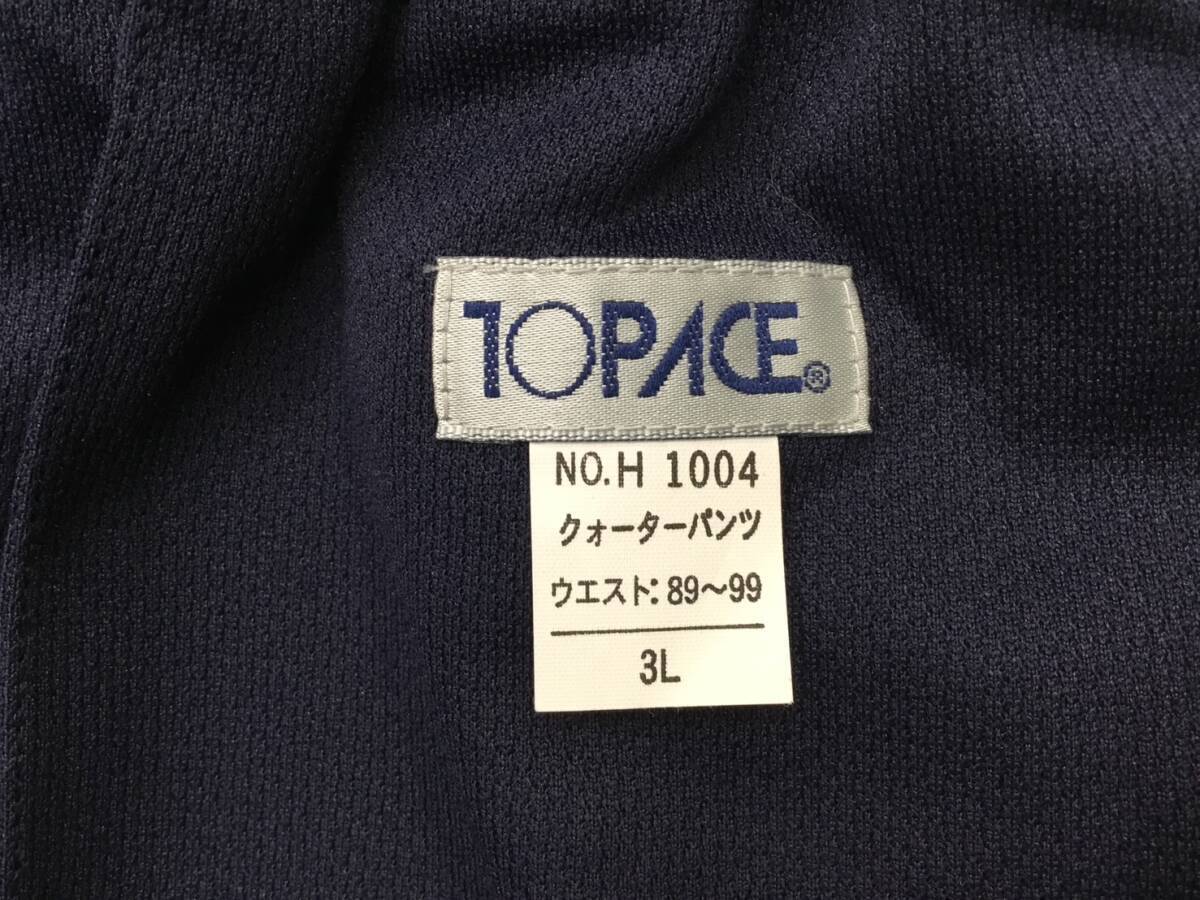 TOPACE®
NO.H 1004
クォーターパンツ
ウエスト:89〜99
3L